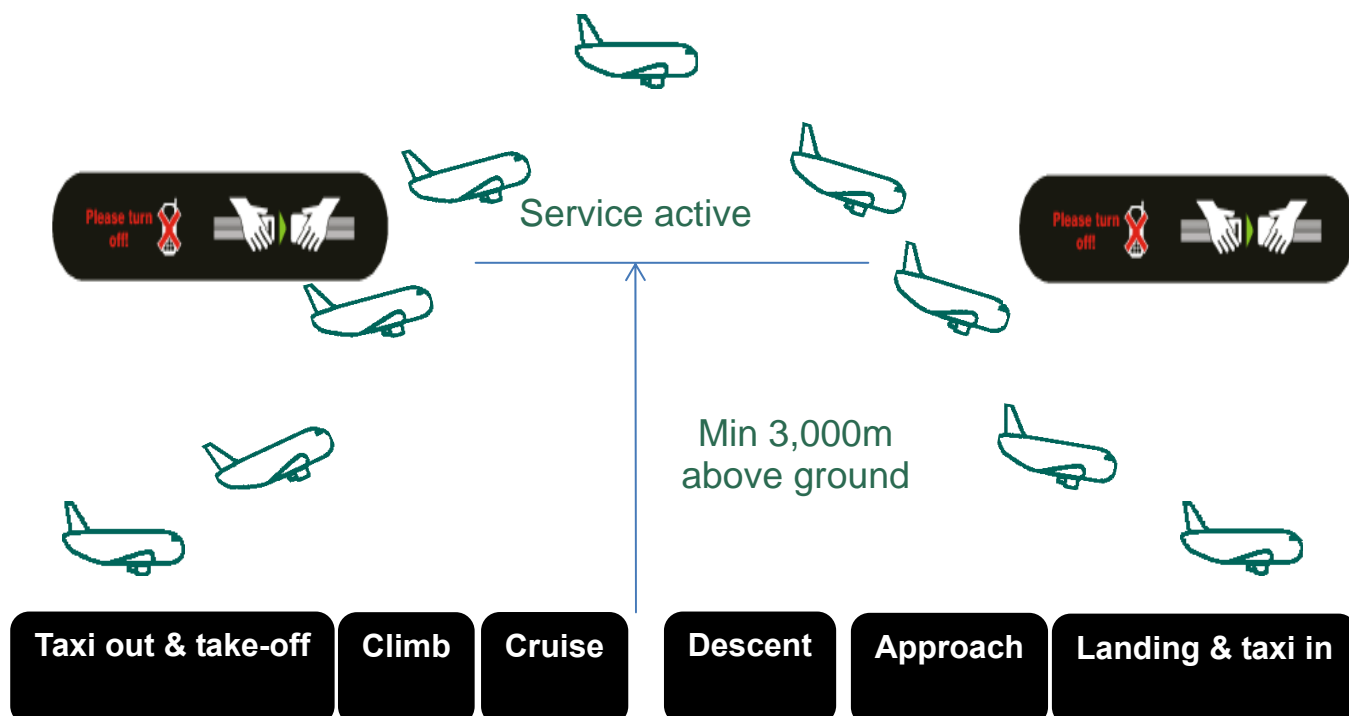 Please turn
off!
Service active
Please turn
off!
Min 3,000m
above ground
Taxi out & take-off
Climb
Cruise
Descent
Approach
Landing & taxi in